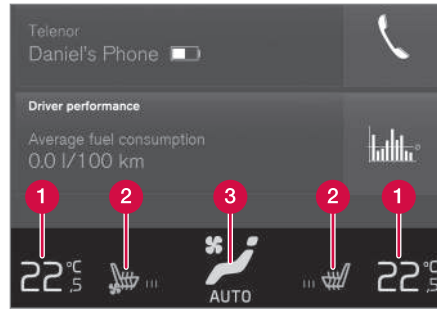 Telenor
Daniel's Phone
Driver performance
Average fuel consumption
0.0 l/100 km
1 2 3 2 1
22 °C ,5
AUTO
22 °C ,5